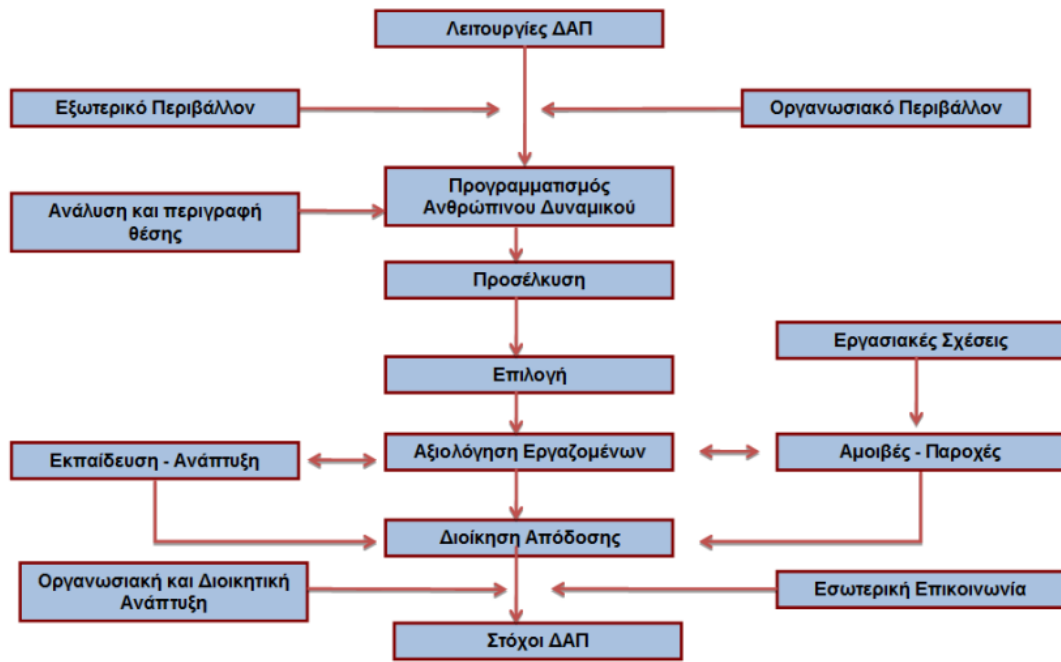 Λειτουργίες ΔΑΠ
Εξωτερικό Περιβάλλον
Οργανωσιακό Περιβάλλον
Προγραμματισμός
Ανθρώπινου Δυναμικού
Ανάλυση και περιγραφή
θέσης
Προσέλκυση
Εργασιακές Σχέσεις
Επιλογή
Εκπαίδευση - Ανάπτυξη
Αξιολόγηση Εργαζομένων
Αμοιβές - Παροχές
Διοίκηση Απόδοσης
Οργανωσιακή και Διοικητική
Ανάπτυξη
Εσωτερική Επικοινωνία
Στόχοι ΔΑΠ